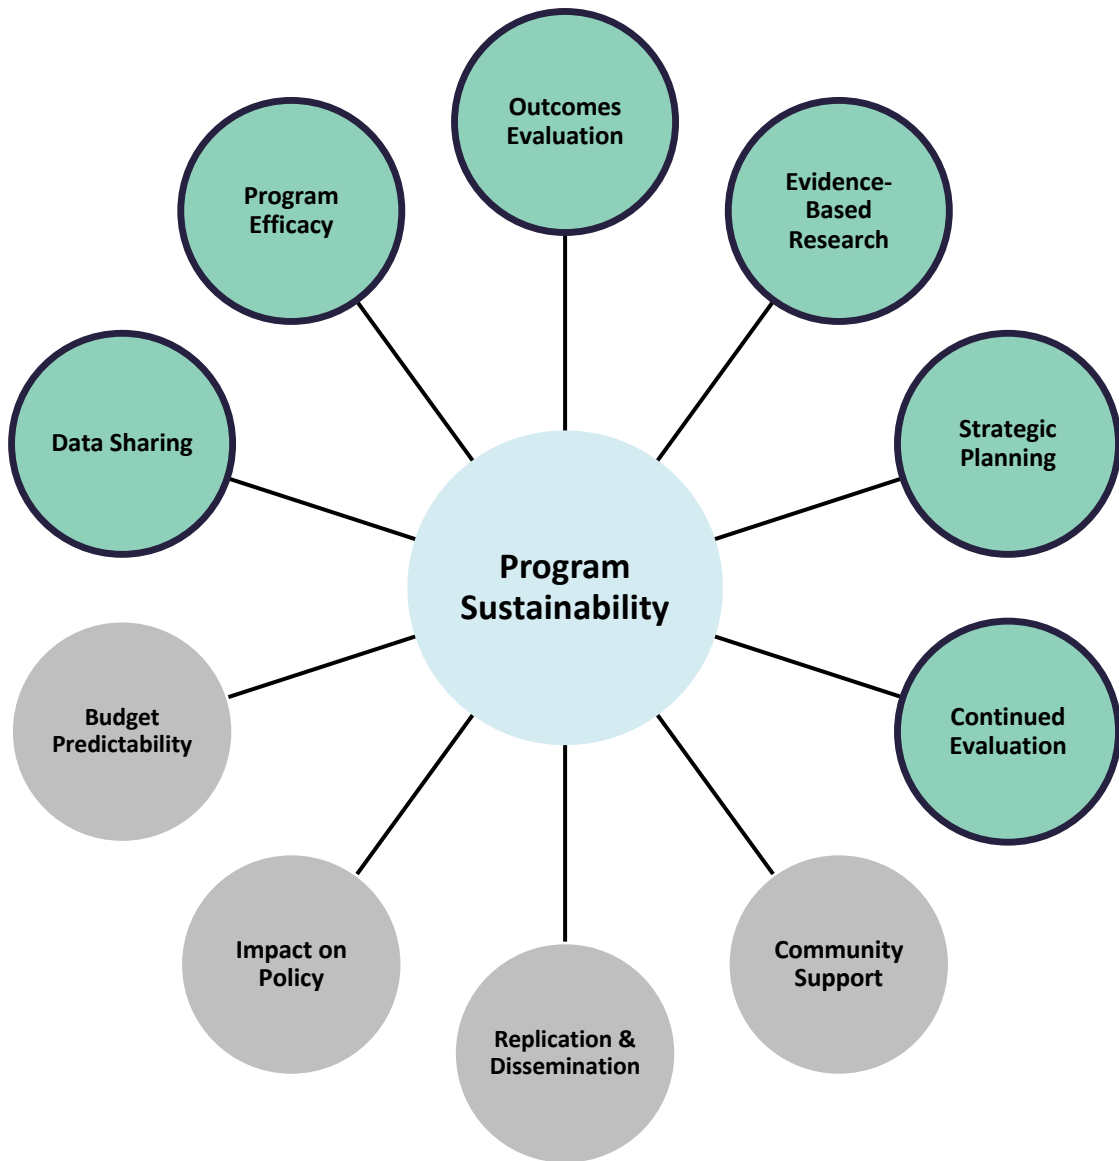 Outcomes
Evaluation
Evidence-
Based
Research
Strategic
Planning
Continued
Evaluation
Community
Support
Replication &
Dissemination
Impact on
Policy
Budget
Predictability
Data Sharing
Program
Efficacy
Program
Sustainability